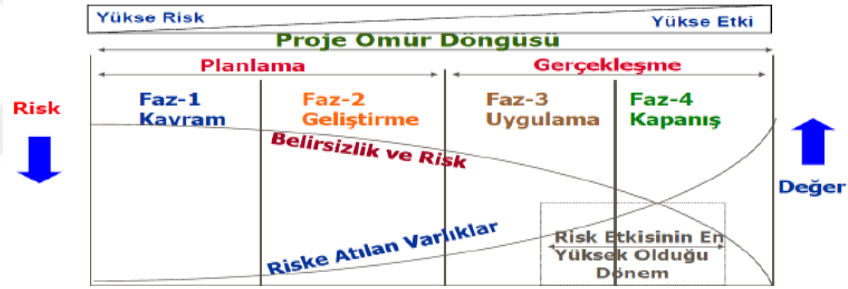 Yükse Risk
Yükse Etki
Proje Omür Döngüsü
Planlama
Gerçekleşme
Risk
Faz-1
Kavram
Faz-2
Geliştirme
Faz-3
Uygulama
Faz-4
Kapanış
Belirsizlik ve Risk
Değer
Riske Atılan Varlıklar
Risk Etkisinin En
Yüksek Olduğu
Dönem